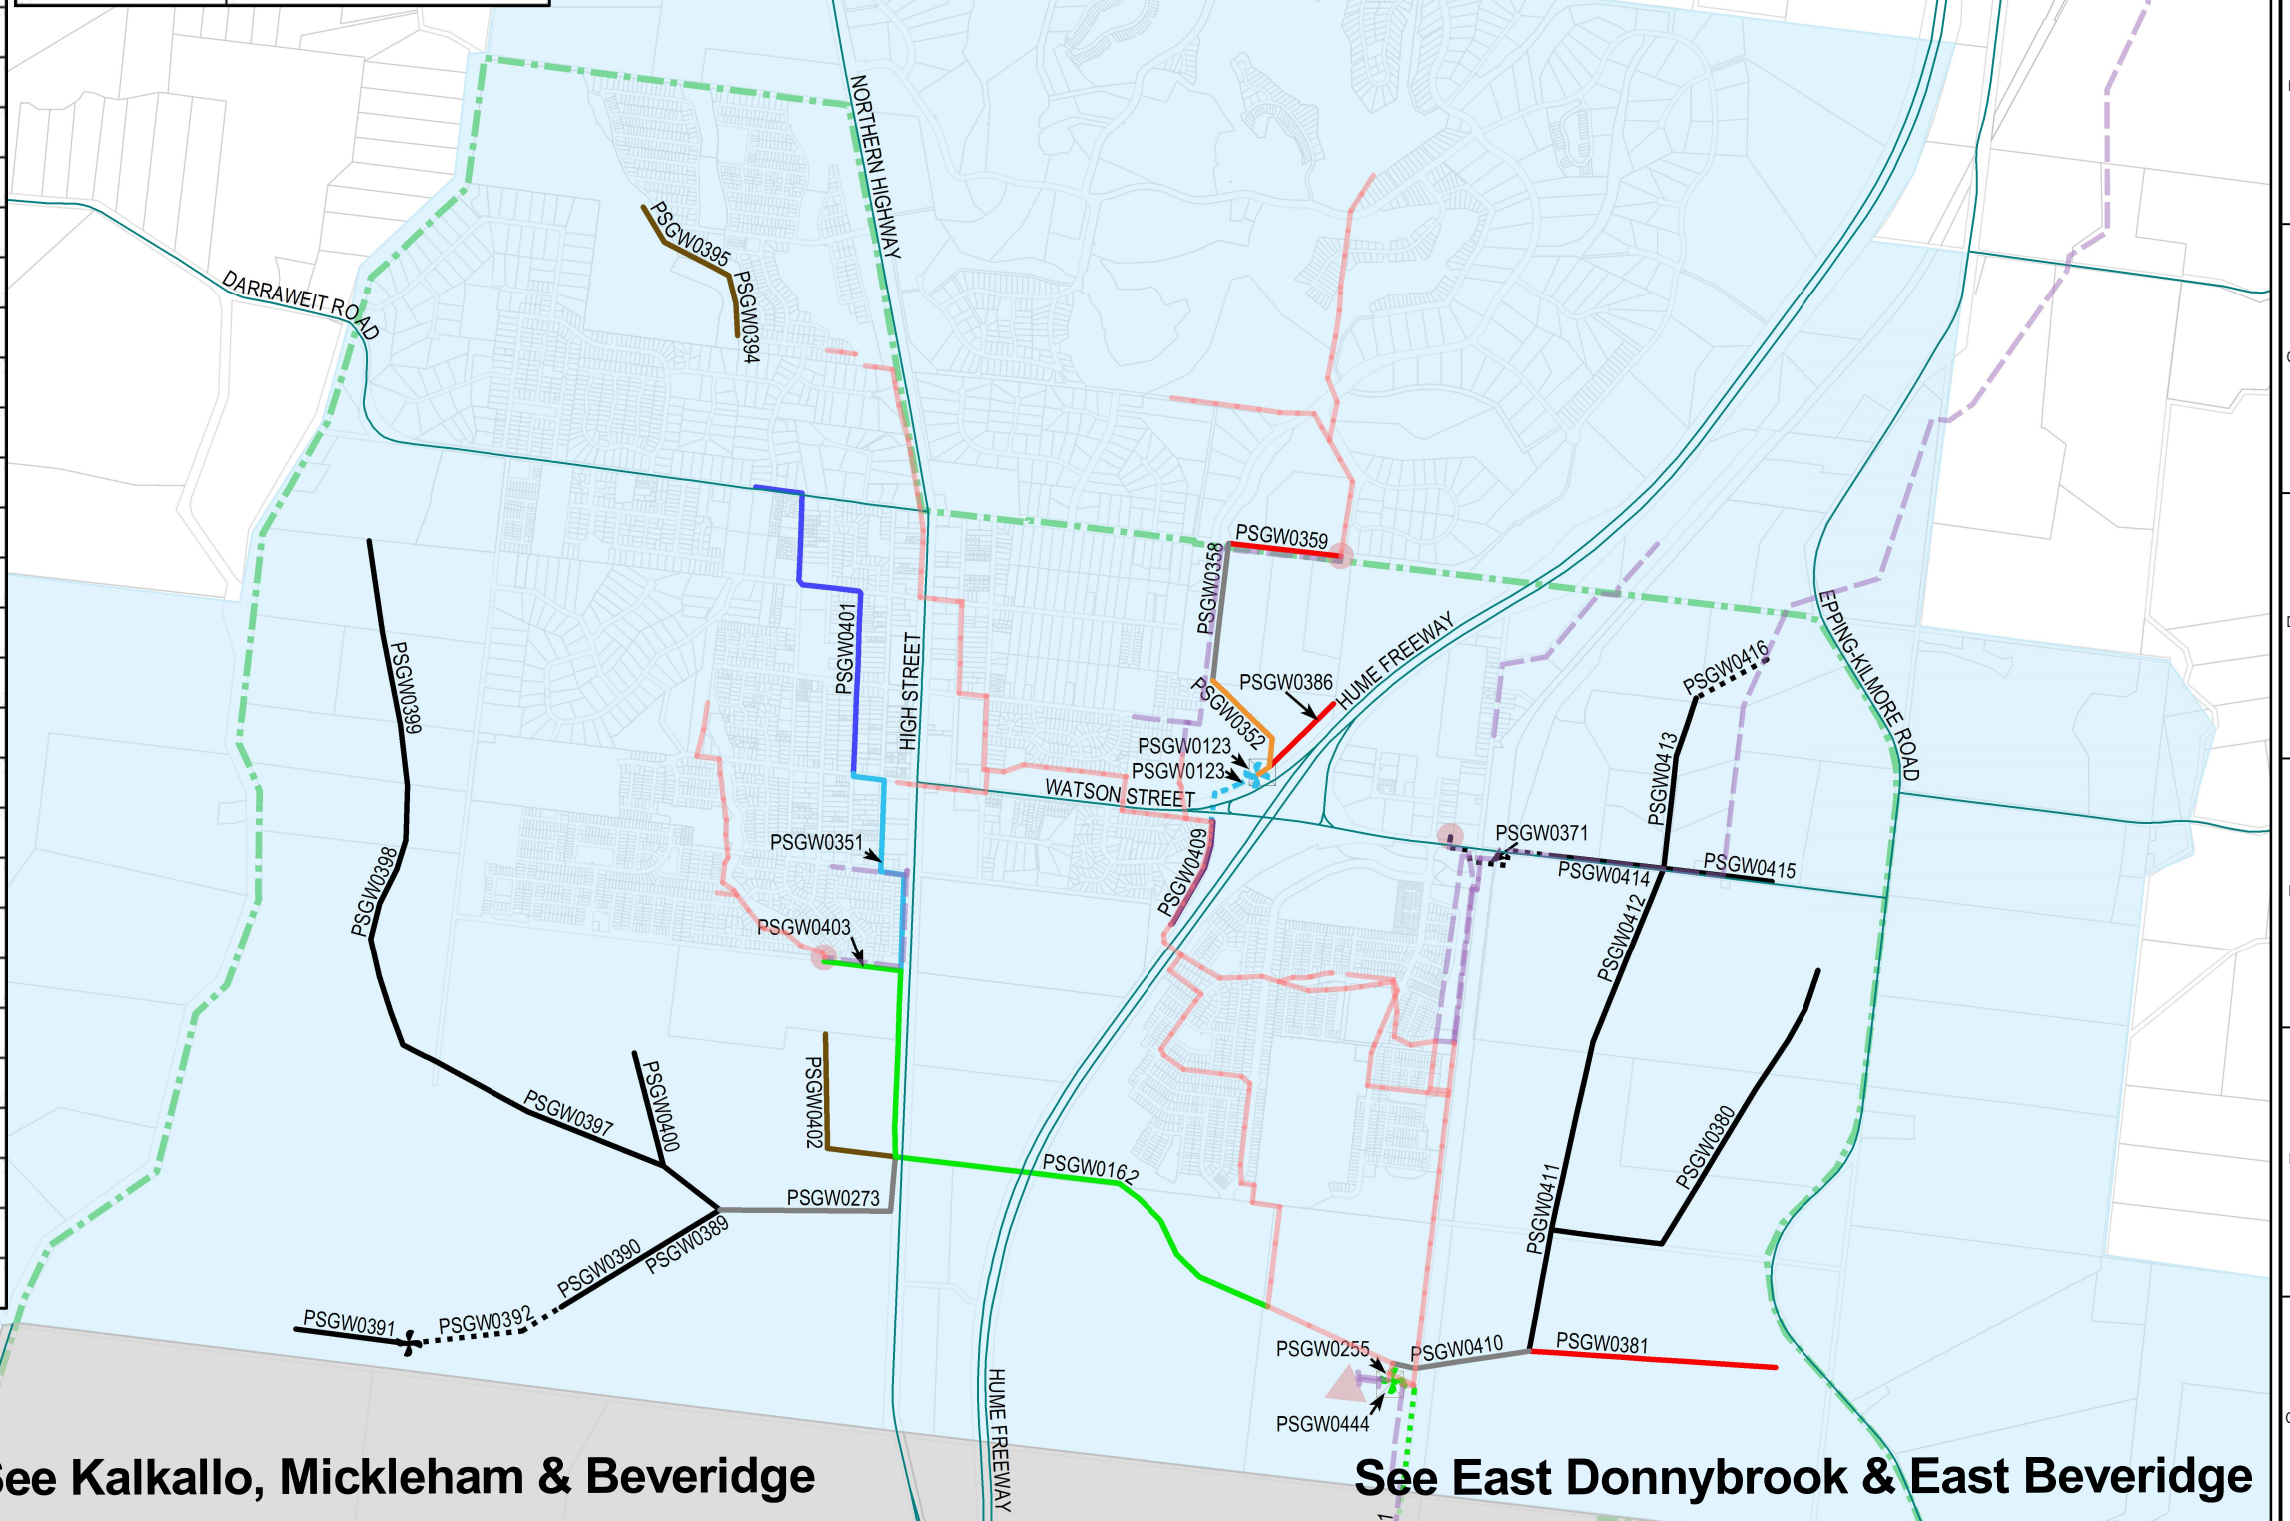 NORTHERN HIGHWAY
PSGW0395
PSGW0394
DARRAWEIT ROAD
PSGW0359
PSGW0358
PSGW0401
HIGH STREET
PSGW0399
HUME FREEWAY
PSGW0386
PSGW0352
PSGW0123
PSGW0123
WATSON STREET
EPPING-KILMORE ROAD
PSGW0416
PSGW0413
PSGW0371
PSGW0414
PSGW0415
PSGW0351
PSGW0409
PSGW0398
PSGW0403
PSGW0412
PSGW0402
PSGW0400
PSGW0397
PSGW0380
PSGW0162
PSGW0273
PSGW0411
PSGW0389
PSGW0390
PSGW0391
PSGW0392
PSGW0255
PSGW0410
PSGW0381
PSGW0444
HUME FREEWAY
See Kalkallo, Mickleham & Beveridge
See East Donnybrook & East Beveridge